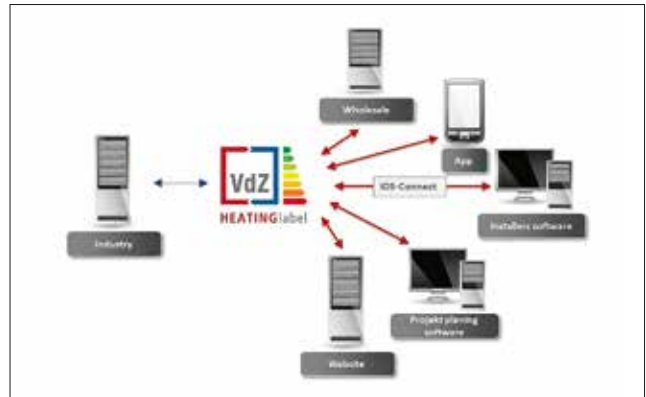 Wholesale
App
VdZ
IDS-Connect
HEATINGlabel
Installers software
Industry
Projekt planing
software
Website